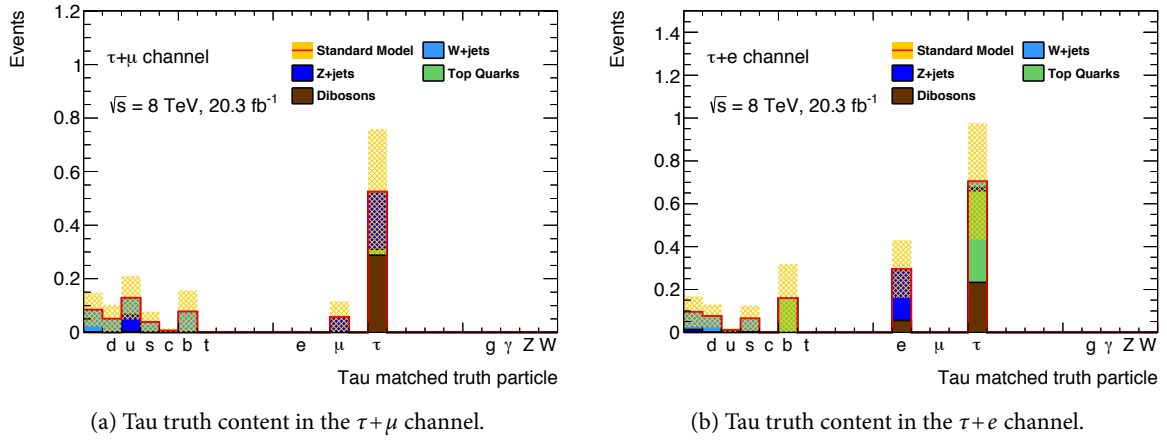 Events
1.2
1
0.8
0.6
0.4
0.2
0
τ+μ channel
√s = 8 TeV, 20.3 fb-1
Standard Model
W+jets
Z+jets
Top Quarks
Dibosons
d u s c b t e μ τ g γ Z W
Tau matched truth particle
(a) Tau truth content in the τ+μ channel.
Events
1.4
1.2
1
0.8
0.6
0.4
0.2
0
τ+e channel
√s = 8 TeV, 20.3 fb-1
Standard Model
W+jets
Z+jets
Top Quarks
Dibosons
d u s c b t e μ τ g γ Z W
Tau matched truth particle
(b) Tau truth content in the τ+e channel.